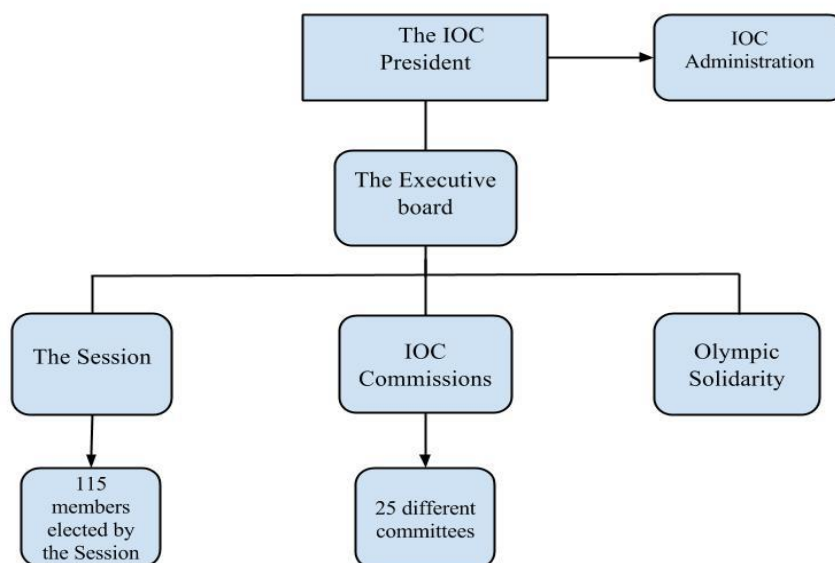 The IOC
President
IOC
Administration
The Executive
board
The Session
IOC
Commissions
Olympic
Solidarity
115
members
elected by
the Session
25 different
committees